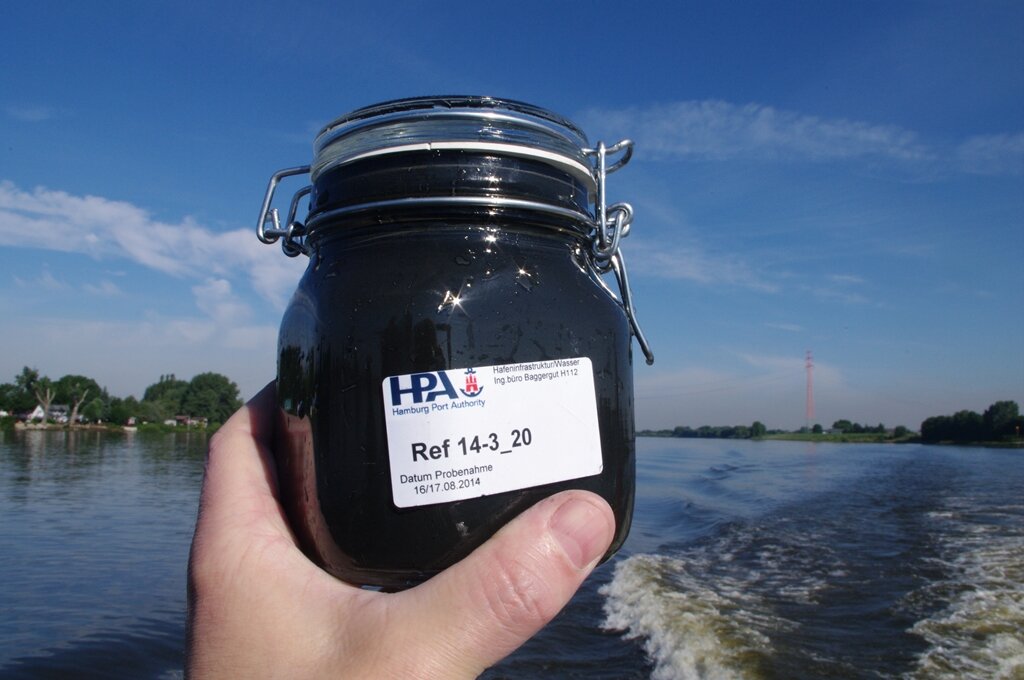 HPA
Hamburg Port Authority
Hafeninfrastruktur/Wasser
Ing.büro Baggergut H112
Ref 14-3_20
Datum Probenahme
16/17.08.2014